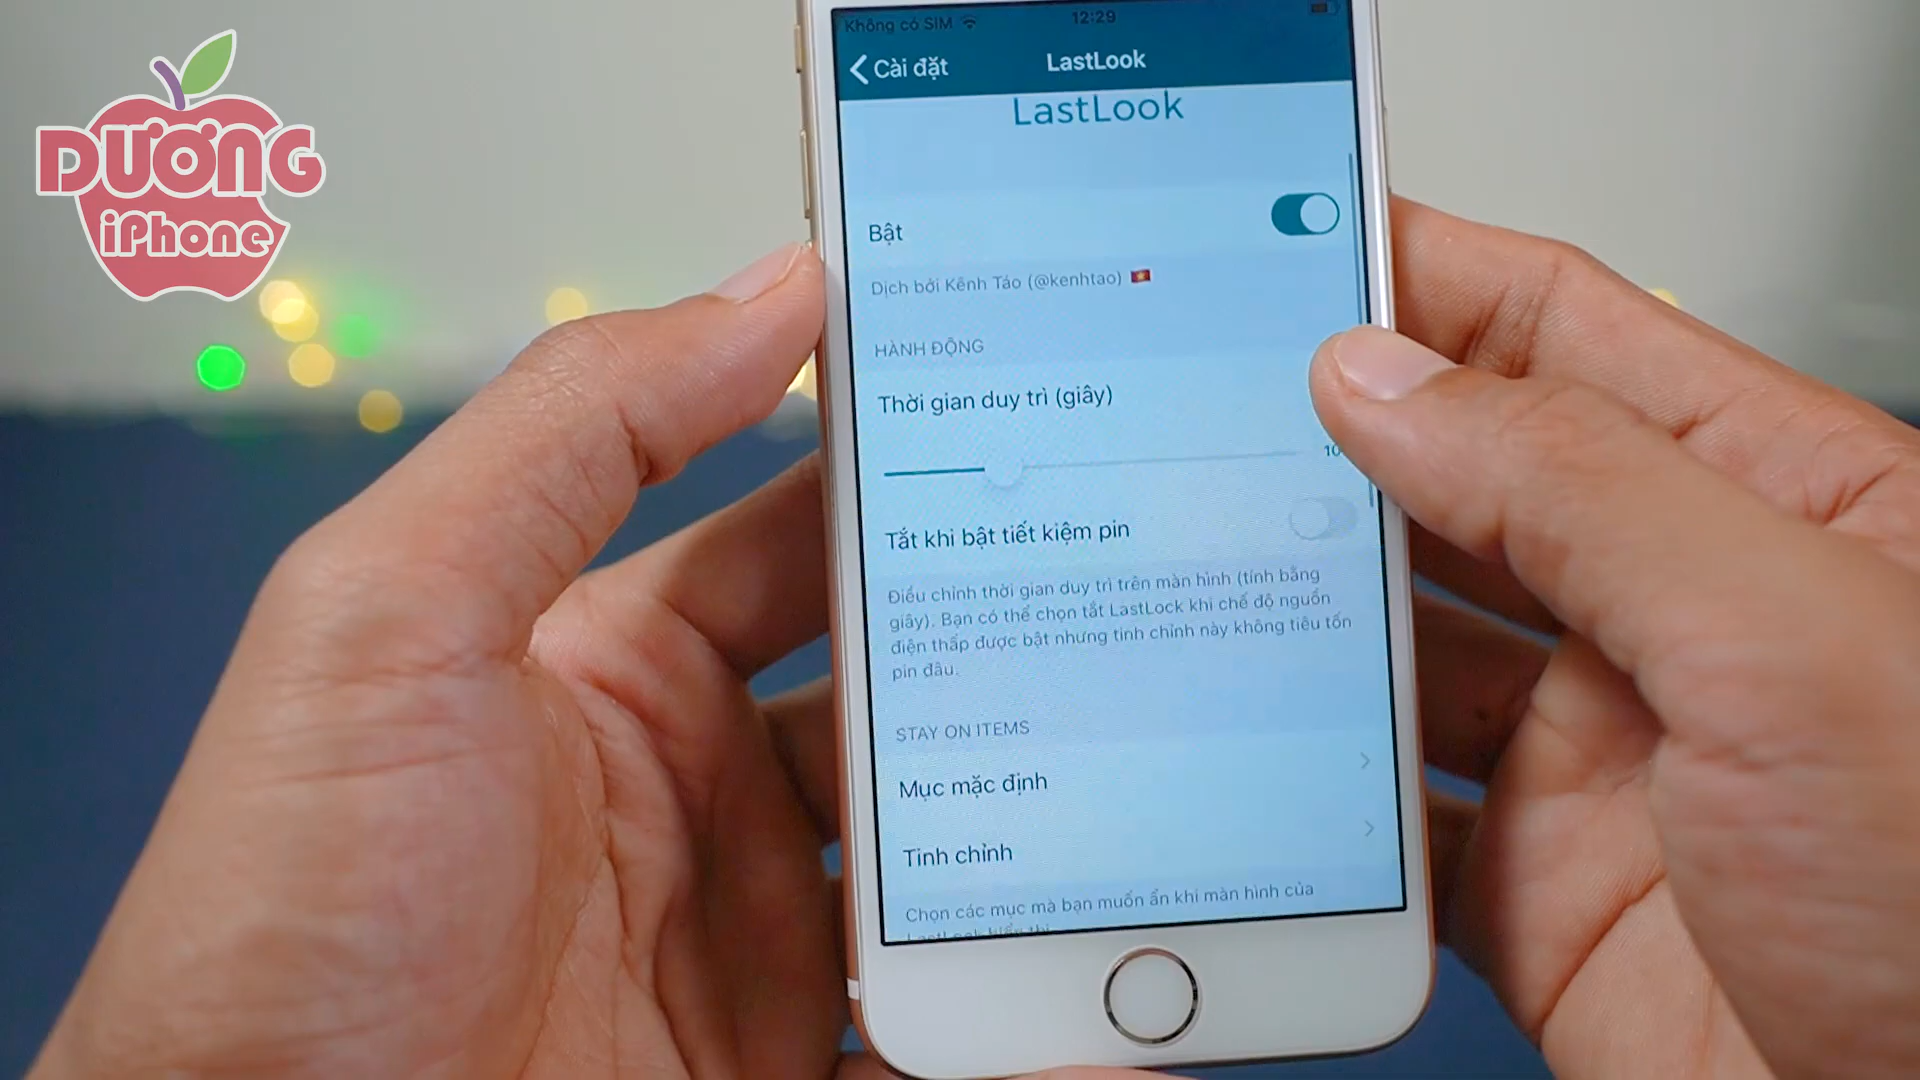 DƯƠNG
iPhone
Không có SIM
12:29
Cài đặt
LastLook
LastLook
Bật
Dịch bởi Kênh Táo (@kenhtao)
HÀNH ĐỘNG
Thời gian duy trì (giây)
10
Tắt khi bật tiết kiệm pin
Điều chỉnh thời gian duy trì trên màn hình (tính bằng
giây). Bạn có thể chọn tắt LastLock khi chế độ nguồn
điện thấp được bật nhưng tinh chỉnh này không tiêu tốn
pin đâu.
STAY ON ITEMS
Mục mặc định
Tinh chỉnh
Chọn các mục mà bạn muốn ẩn khi màn hình của